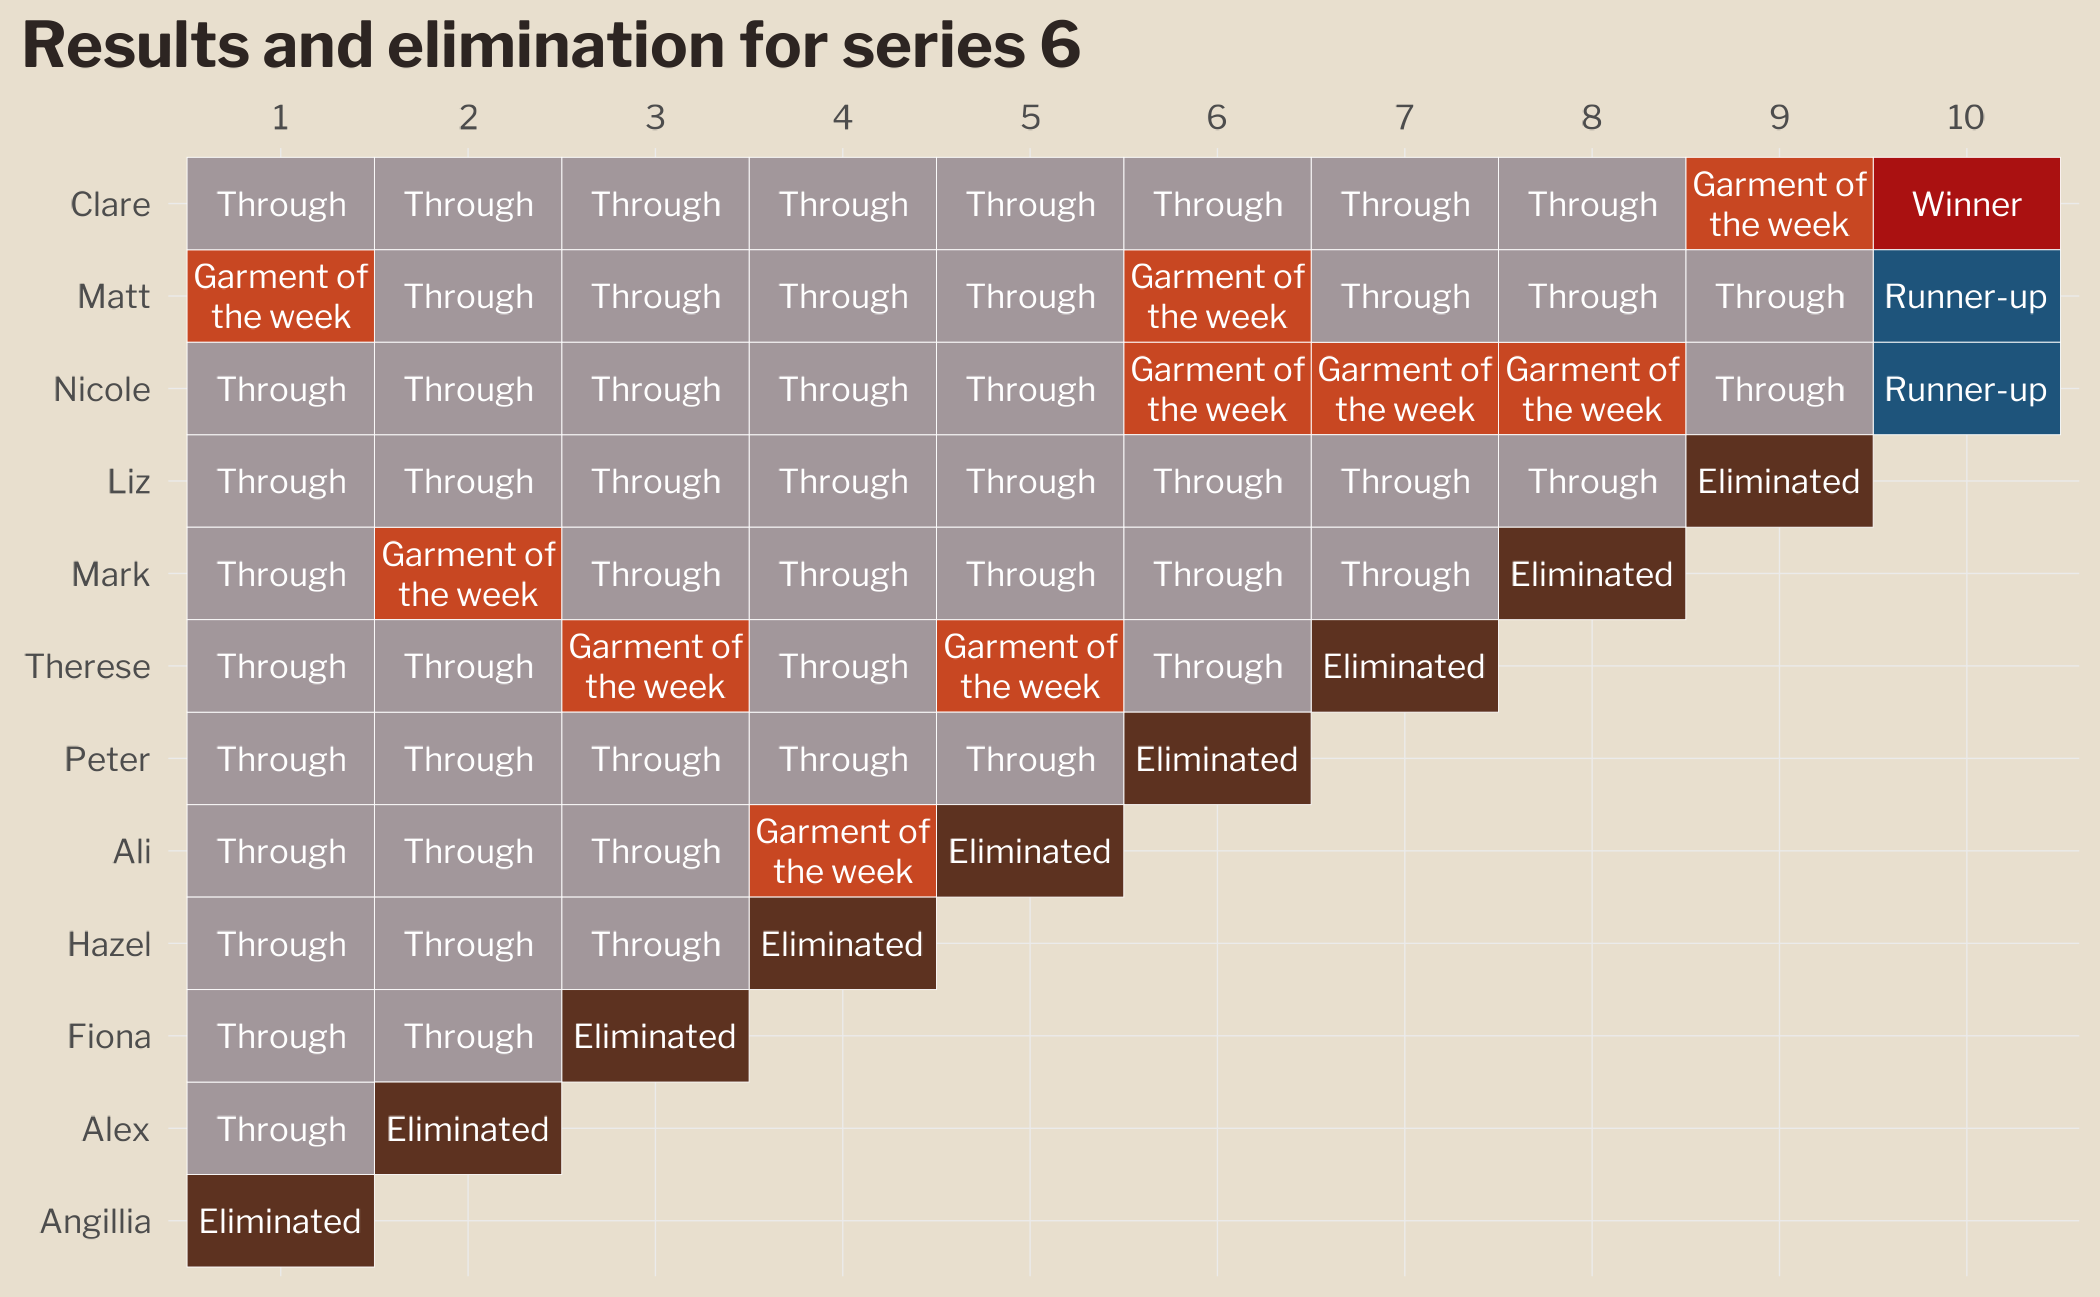 Results and elimination for series 6
1 2 3 4 5 6 7 8 9 10
Clare Through Through Through Through Through Through Through Through Garment of the week Winner
Matt Garment of the week Through Through Through Through Garment of the week Through Through Through Runner-up
Nicole Through Through Through Through Through Garment of the week Garment of the week Garment of the week Through Runner-up
Liz Through Through Through Through Through Through Through Through Eliminated
Mark Through Garment of the week Through Through Through Through Through Eliminated
Therese Through Through Garment of the week Through Garment of the week Through Eliminated
Peter Through Through Through Through Through Eliminated
Ali Through Through Through Garment of the week Eliminated
Hazel Through Through Through Eliminated
Fiona Through Through Eliminated
Alex Through Eliminated
Angillia Eliminated